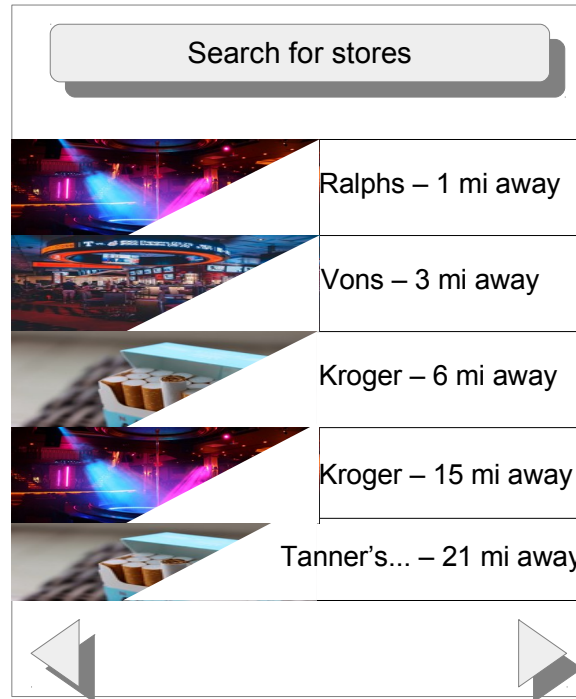 Search for stores
Ralphs – 1 mi away
Vons – 3 mi away
Kroger – 6 mi away
Kroger – 15 mi away
Tanner's... – 21 mi away